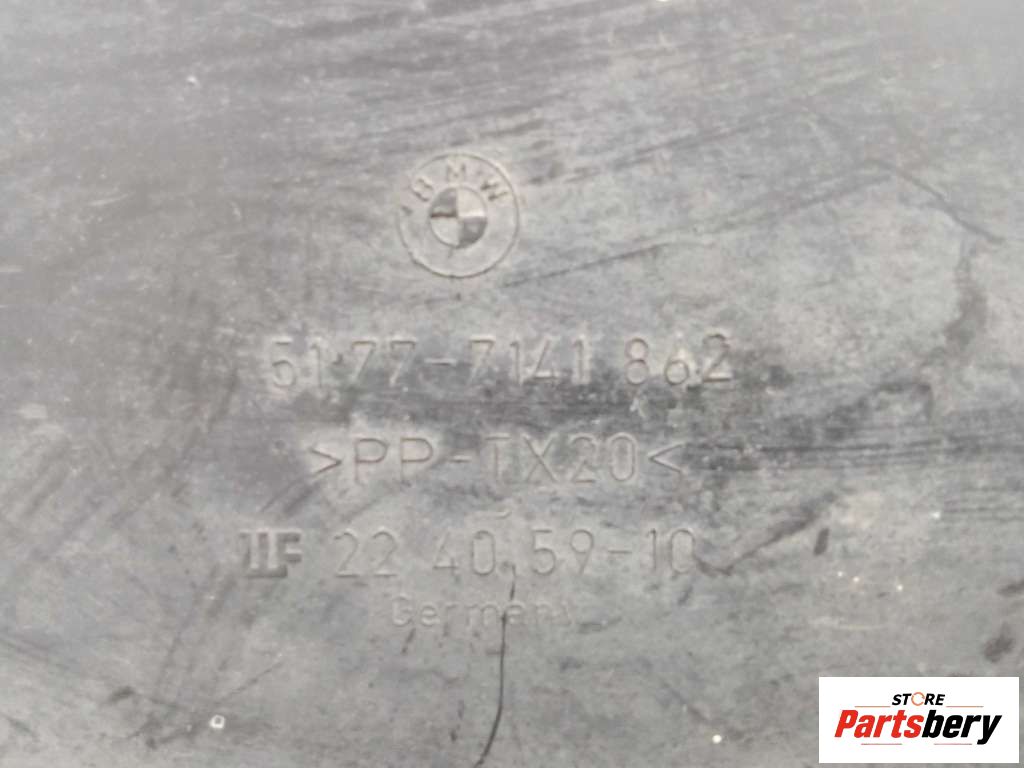 BMW
51.77-7141 862
>PP-TX20<
22 40.59-10
Germany
STORE
Partsbery